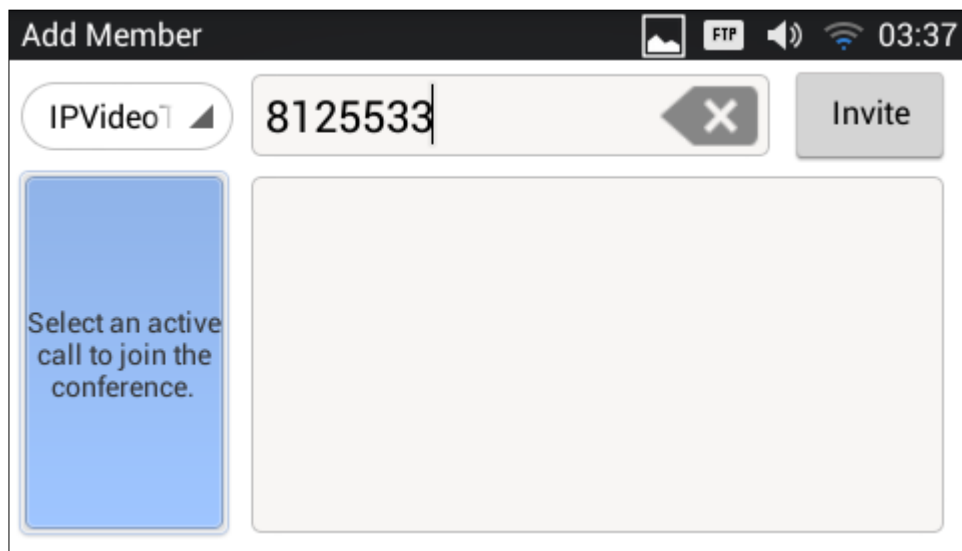 Add Member
FTP
03:37
IPVideo
8125533
Invite
Select an active
call to join the
conference.